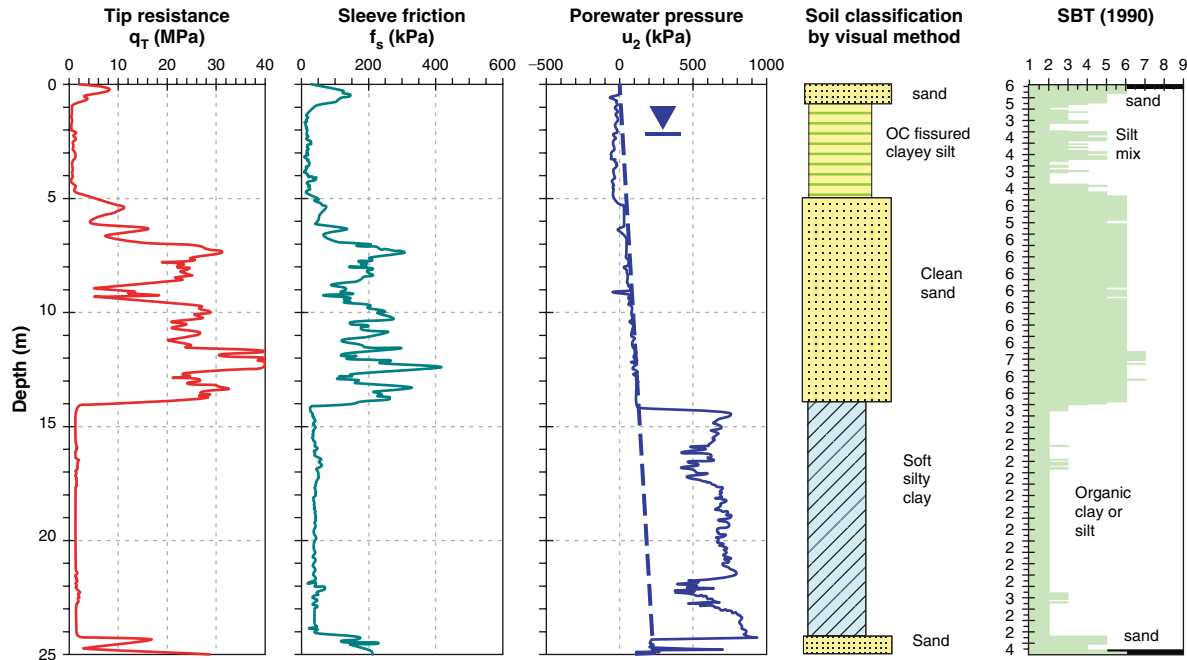 Tip resistance
qT (MPa)
0 10 20 30 40
Sleeve friction
fs (kPa)
0 200 400 600
Porewater pressure
u2 (kPa)
−500 0 500 1000
Soil classification
by visual method
SBT (1990)
1 2 3 4 5 6 7 8 9
Depth (m)
0
5
10
15
20
25
sand
OC fissured
clayey silt
Clean
sand
Soft
silty
clay
Sand
6
5
3
4
4
3
4
6
5
6
6
6
6
6
6
6
7
6
6
3
2
2
2
2
2
2
2
2
2
2
3
2
2
4
sand
Silt
mix
Organic
clay or
silt
sand